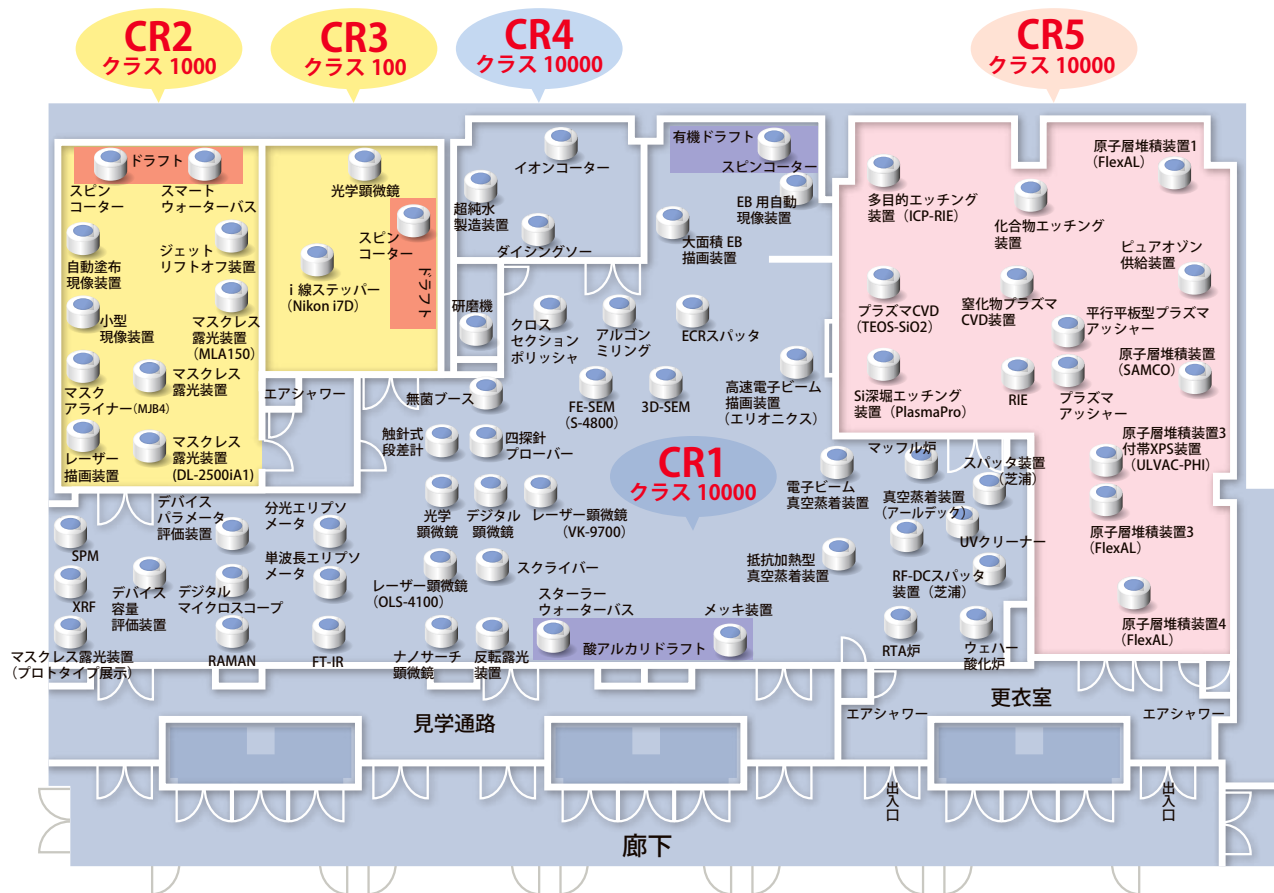 CR2
クラス 1000
CR3
クラス 100
CR4
クラス 10000
CR5
クラス 10000
ドラフト
スピン
コーター
スマート
ウォーターバス
自動塗布
現像装置
ジェット
リフトオフ装置
小型
現像装置
マスクレス
露光装置
(MLA150)
マスク
アライナー(MJB4)
マスクレス
露光装置
レーザー
描画装置
マスクレス
露光装置
(DL-2500iA1)
光学顕微鏡
スピン
コーター
ドラフト
i 線ステッパー
(Nikon i7D)
エアシャワー
イオンコーター
超純水
製造装置
ダイシングソー
研磨機
有機ドラフト
スピンコーター
EB 用自動
現像装置
大面積 EB
描画装置
クロス
セクション
ポリッシャ
アルゴン
ミリング
ECRスパッタ
無菌ブース
FE-SEM
(S-4800)
3D-SEM
高速電子ビーム
描画装置
(エリオニクス)
触針式
段差計
四探針
プローバー
CR1
クラス 10000
光学
顕微鏡
デジタル
顕微鏡
レーザー顕微鏡
(VK-9700)
電子ビーム
真空蒸着装置
マッフル炉
スパッタ装置
(芝浦)
真空蒸着装置
(アールデック)
UVクリーナー
抵抗加熱型
真空蒸着装置
RF-DCスパッタ
装置(芝浦)
RTA炉
ウェハー
酸化炉
SPM
デバイス
パラメータ
評価装置
分光エリプソ
メータ
XRF
デバイス
容量
評価装置
デジタル
マイクロスコープ
単波長エリプソ
メータ
レーザー顕微鏡
(OLS-4100)
スクライバー
スターラー
ウォーターバス
メッキ装置
酸アルカリドラフト
マスクレス露光装置
(プロトタイプ展示)
RAMAN
FT-IR
ナノサーチ
顕微鏡
反転露光
装置
多目的エッチング
装置(ICP-RIE)
化合物エッチング
装置
原子層堆積装置1
(FlexAL)
ピュアオゾン
供給装置
プラズマCVD
(TEOS-SiO2)
窒化物プラズマ
CVD装置
平行平板型プラズマ
アッシャー
原子層堆積装置
(SAMCO)
Si深堀エッチング
装置(PlasmaPro)
RIE
プラズマ
アッシャー
原子層堆積装置3
付帯XPS装置
(ULVAC-PHI)
原子層堆積装置3
(FlexAL)
原子層堆積装置4
(FlexAL)
見学通路
エアシャワー
更衣室
エアシャワー
出入口
出入口
廊下